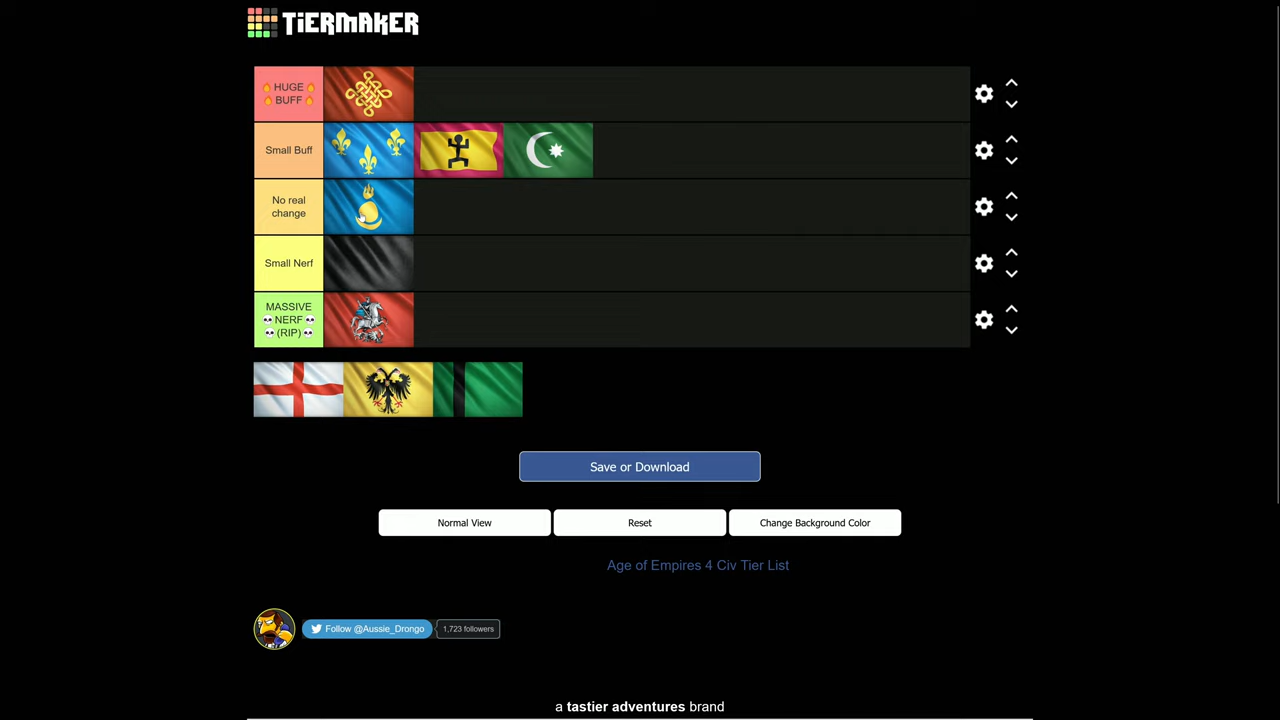 TIERMAKER
🔥 HUGE 🔥
🔥 BUFF 🔥
Small Buff
No real
change
Small Nerf
MASSIVE
💀NERF💀
💀(RIP)💀
Save or Download
Normal View
Reset
Change Background Color
Age of Empires 4 Civ Tier List
Follow @Aussie_Drongo
1,723 followers
a tastier adventures brand